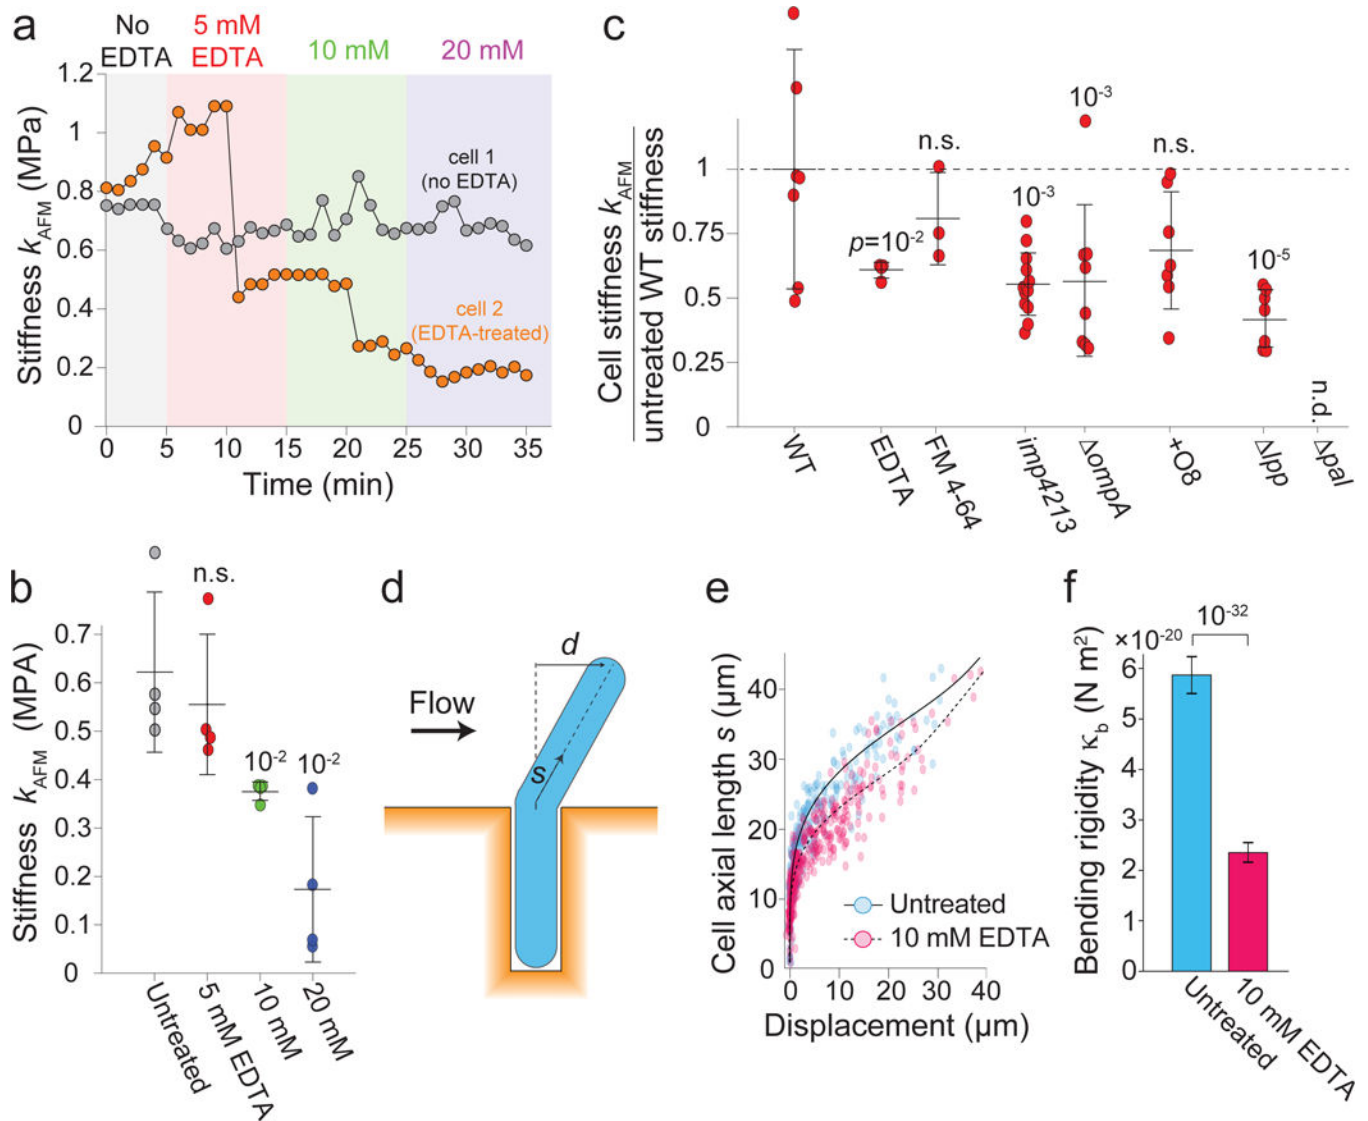 a
No EDTA
5 mM EDTA
10 mM
20 mM
Stiffness k_AFM (MPa)
1.2
1
0.8
0.6
0.4
0.2
0
cell 1
(no EDTA)
cell 2
(EDTA-treated)
0 5 10 15 20 25 30 35
Time (min)
b
Stiffness k_AFM (MPA)
0.7
0.6
0.5
0.4
0.3
0.2
0.1
0
n.s.
10⁻²
10⁻²
Untreated
5 mM EDTA
10 mM
20 mM
c
Cell stiffness k_AFM
untreated WT stiffness
1
0.75
0.5
0.25
0
p=10⁻²
n.s.
10⁻³
10⁻³
n.s.
10⁻⁵
n.d.
WT
EDTA
FM 4-64
imp4213
ΔompA
+O8
Δlpp
Δpal
d
Flow
d
s
e
Cell axial length s (μm)
40
30
20
10
0
Untreated
10 mM EDTA
0 10 20 30 40
Displacement (μm)
f
Bending rigidity κ_b (N m²)
×10⁻²⁰
10⁻³²
6
5
4
3
2
1
0
Untreated
10 mM EDTA